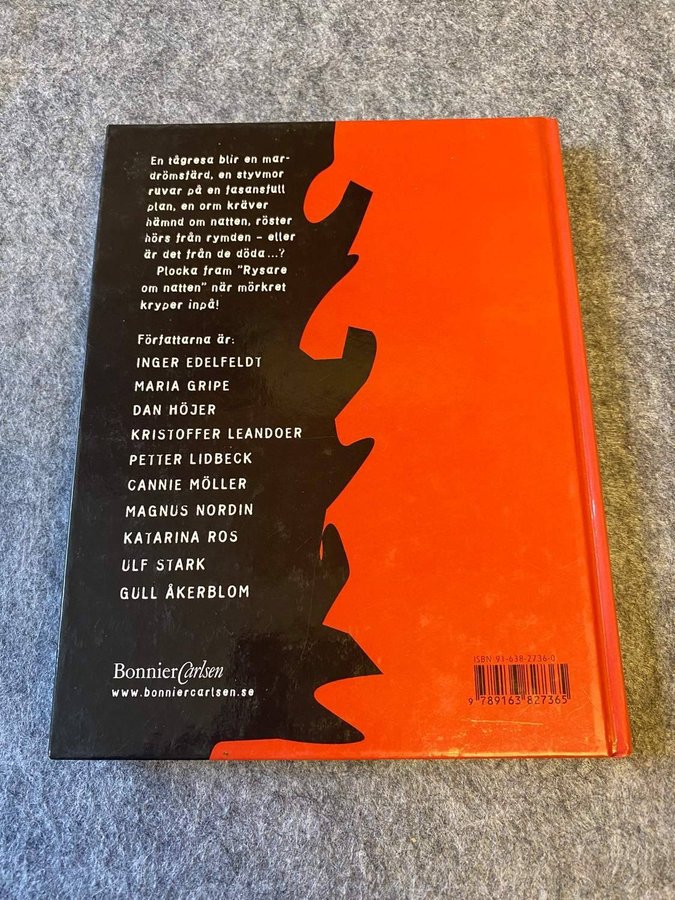 En tågresa blir en mar-
drömsfärd, en styvmor
ruvar på en fasansfull
plan, en orm kräver
hämnd om natten, röster
hörs från rymden – eller
är det från de döda...?
Plocka fram "Rysare
om natten" när mörkret
kryper inpå!
Författarna är:
INGER EDELFELDT
MARIA GRIPE
DAN HÖJER
KRISTOFFER LEANDOER
PETTER LIDBECK
CANNIE MÖLLER
MAGNUS NORDIN
KATARINA ROS
ULF STARK
GULL ÅKERBLOM
Bonnier Carlsen
www.bonniercarlsen.se
ISBN 91-638-2736-0
9 789163 827365